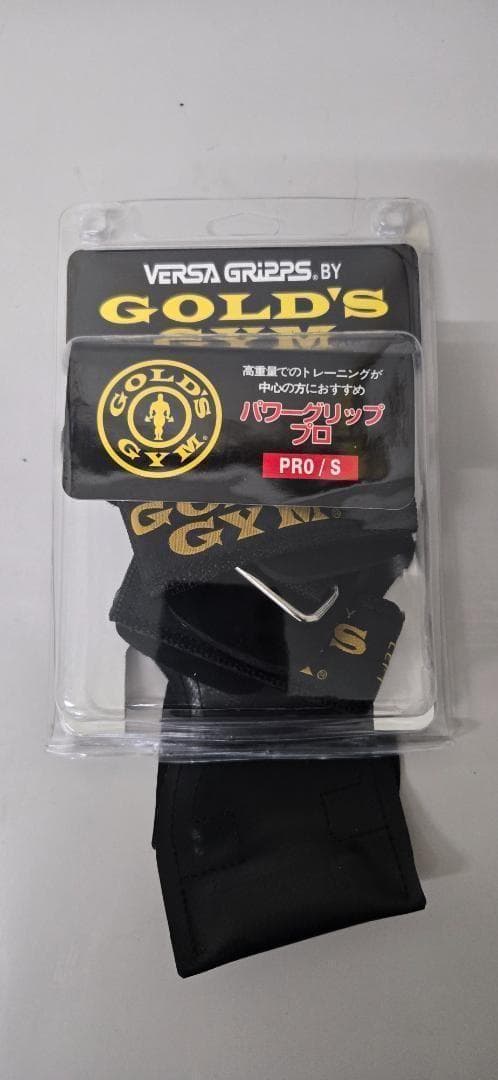 VERSA GRIPPS® BY
GOLD'S
GYM
GOLD'S
GYM®
高重量でのトレーニングが
中心の方におすすめ
パワーグリップ
プロ
PRO / S
GYM®
S